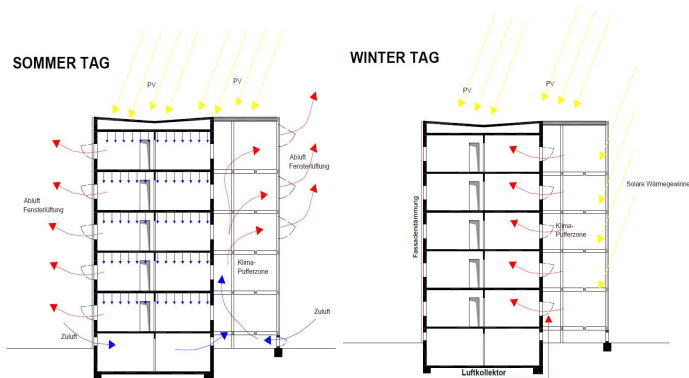 SOMMER TAG
PV
PV
Abluft
Fensterlüftung
Abluft
Fensterlüftung
Klima-
Pufferzone
Zuluft
Zuluft
WINTER TAG
PV
PV
Solare Wärmegewinne
Fassadendämmung
Klima-
Pufferzone
Luftkollektor